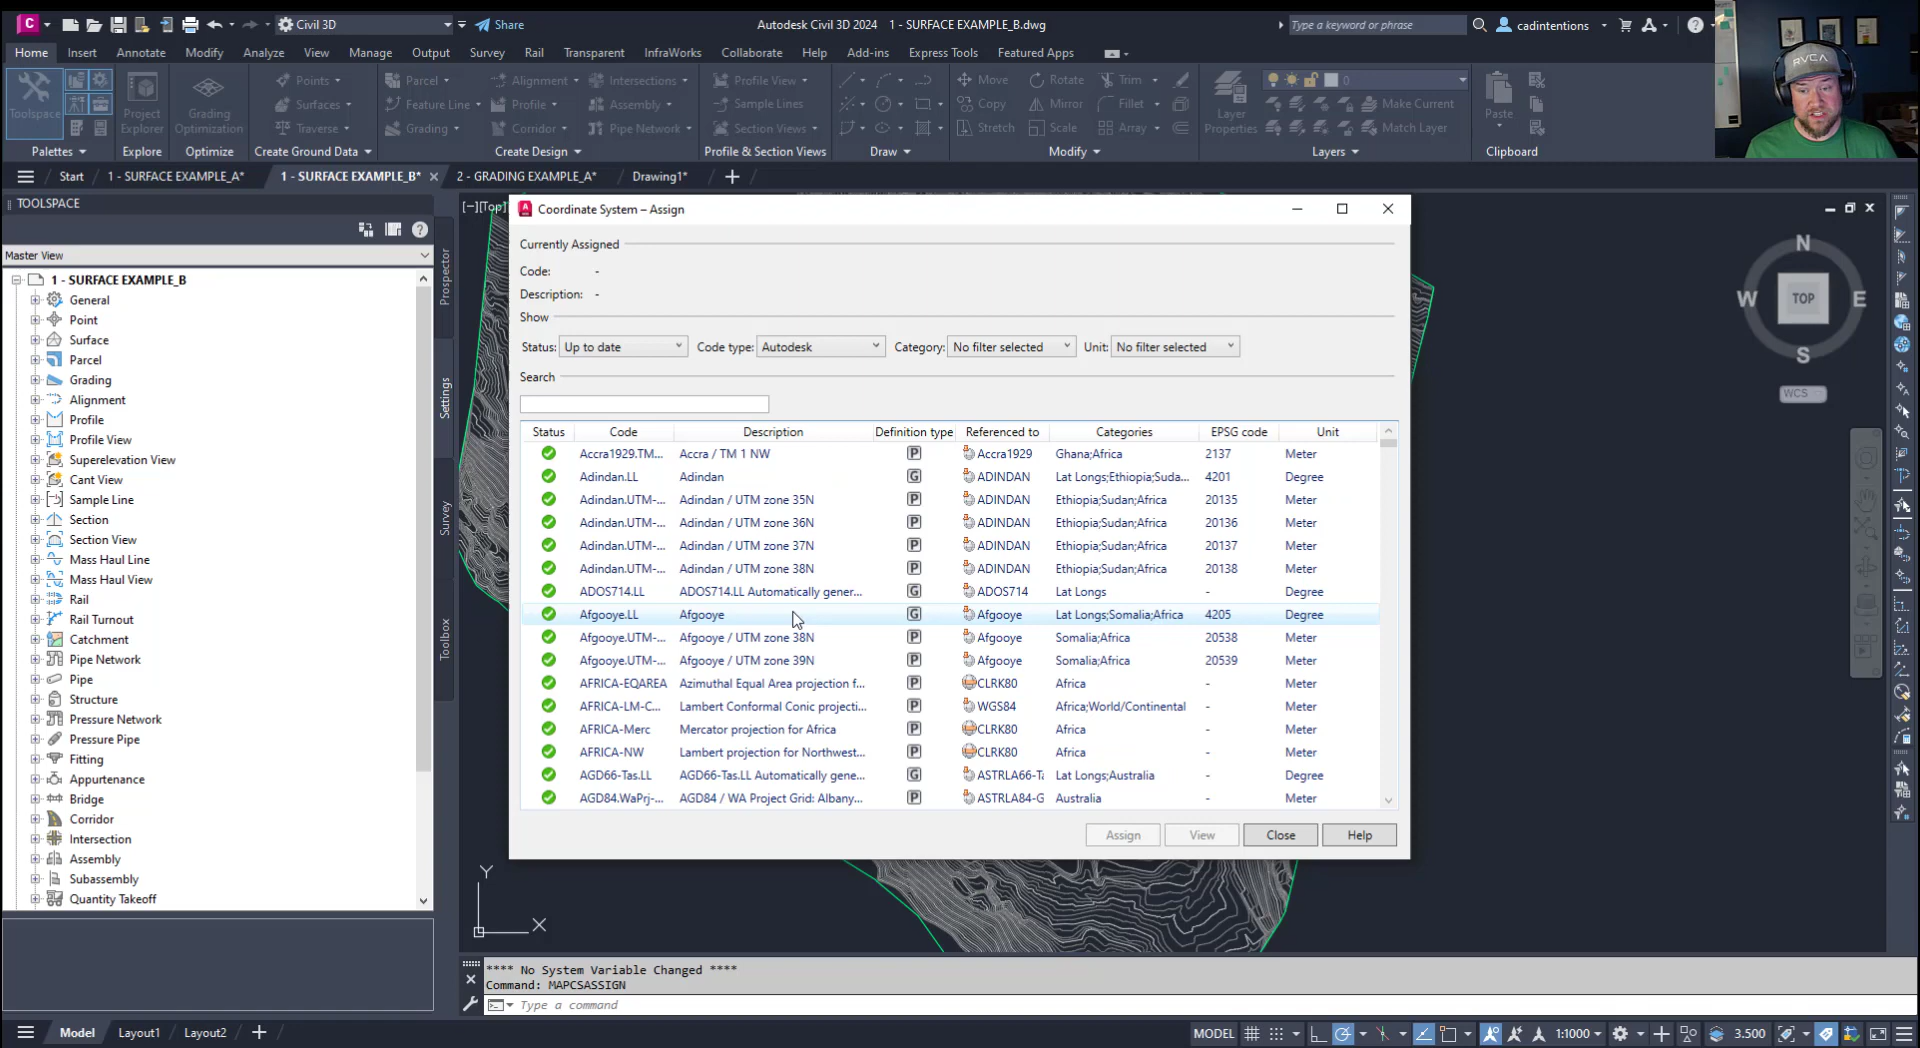 Civil 3D
Share
Autodesk Civil 3D 2024 1 - SURFACE EXAMPLE_B.dwg
Type a keyword or phrase
cadintentions
Home Insert Annotate Modify Analyze View Manage Output Survey Rail Transparent InfraWorks Collaborate Help Add-ins Express Tools Featured Apps
Toolspace
Palettes
Project Explorer
Explore
Grading Optimization
Optimize
Points
Surfaces
Traverse
Create Ground Data
Parcel
Feature Line
Grading
Alignment
Profile
Corridor
Intersections
Assembly
Pipe Network
Create Design
Profile View
Sample Lines
Section Views
Profile & Section Views
Draw
Move Rotate Trim
Copy Mirror Fillet
Stretch Scale Array
Modify
Layer Properties
0
Make Current
Match Layer
Layers
Paste
Clipboard
RVCA
Start 1 - SURFACE EXAMPLE_A* 1 - SURFACE EXAMPLE_B* 2 - GRADING EXAMPLE_A* Drawing1*
TOOLSPACE
Master View
1 - SURFACE EXAMPLE_B
General
Point
Surface
Parcel
Grading
Alignment
Profile
Profile View
Superelevation View
Cant View
Sample Line
Section
Section View
Mass Haul Line
Mass Haul View
Rail
Rail Turnout
Catchment
Pipe Network
Pipe
Structure
Pressure Network
Pressure Pipe
Fitting
Appurtenance
Bridge
Corridor
Intersection
Assembly
Subassembly
Quantity Takeoff
Prospector
Settings
Survey
Toolbox
[−][Top]
Coordinate System – Assign
Currently Assigned
Code: -
Description: -
Show
Status: Up to date Code type: Autodesk Category: No filter selected Unit: No filter selected
Search
Status Code Description Definition type Referenced to Categories EPSG code Unit
Accra1929.TM... Accra / TM 1 NW P Accra1929 Ghana;Africa 2137 Meter
Adindan.LL Adindan G ADINDAN Lat Longs;Ethiopia;Suda... 4201 Degree
Adindan.UTM-... Adindan / UTM zone 35N P ADINDAN Ethiopia;Sudan;Africa 20135 Meter
Adindan.UTM-... Adindan / UTM zone 36N P ADINDAN Ethiopia;Sudan;Africa 20136 Meter
Adindan.UTM-... Adindan / UTM zone 37N P ADINDAN Ethiopia;Sudan;Africa 20137 Meter
Adindan.UTM-... Adindan / UTM zone 38N P ADINDAN Ethiopia;Sudan;Africa 20138 Meter
ADOS714.LL ADOS714.LL Automatically gener... G ADOS714 Lat Longs - Degree
Afgooye.LL Afgooye G Afgooye Lat Longs;Somalia;Africa 4205 Degree
Afgooye.UTM-... Afgooye / UTM zone 38N P Afgooye Somalia;Africa 20538 Meter
Afgooye.UTM-... Afgooye / UTM zone 39N P Afgooye Somalia;Africa 20539 Meter
AFRICA-EQAREA Azimuthal Equal Area projection f... P CLRK80 Africa - Meter
AFRICA-LM-C... Lambert Conformal Conic projecti... P WGS84 Africa;World/Continental - Meter
AFRICA-Merc Mercator projection for Africa P CLRK80 Africa - Meter
AFRICA-NW Lambert projection for Northwest... P CLRK80 Africa - Meter
AGD66-Tas.LL AGD66-Tas.LL Automatically gene... G ASTRLA66-Ta Lat Longs;Australia - Degree
AGD84.WaPrj-... AGD84 / WA Project Grid: Albany... P ASTRLA84-G Australia - Meter
Assign View Close Help
N
W TOP E
S
WCS
Y
X
**** No System Variable Changed ****
Command: MAPCSASSIGN
Type a command
Model Layout1 Layout2
MODEL 1:1000 3.500